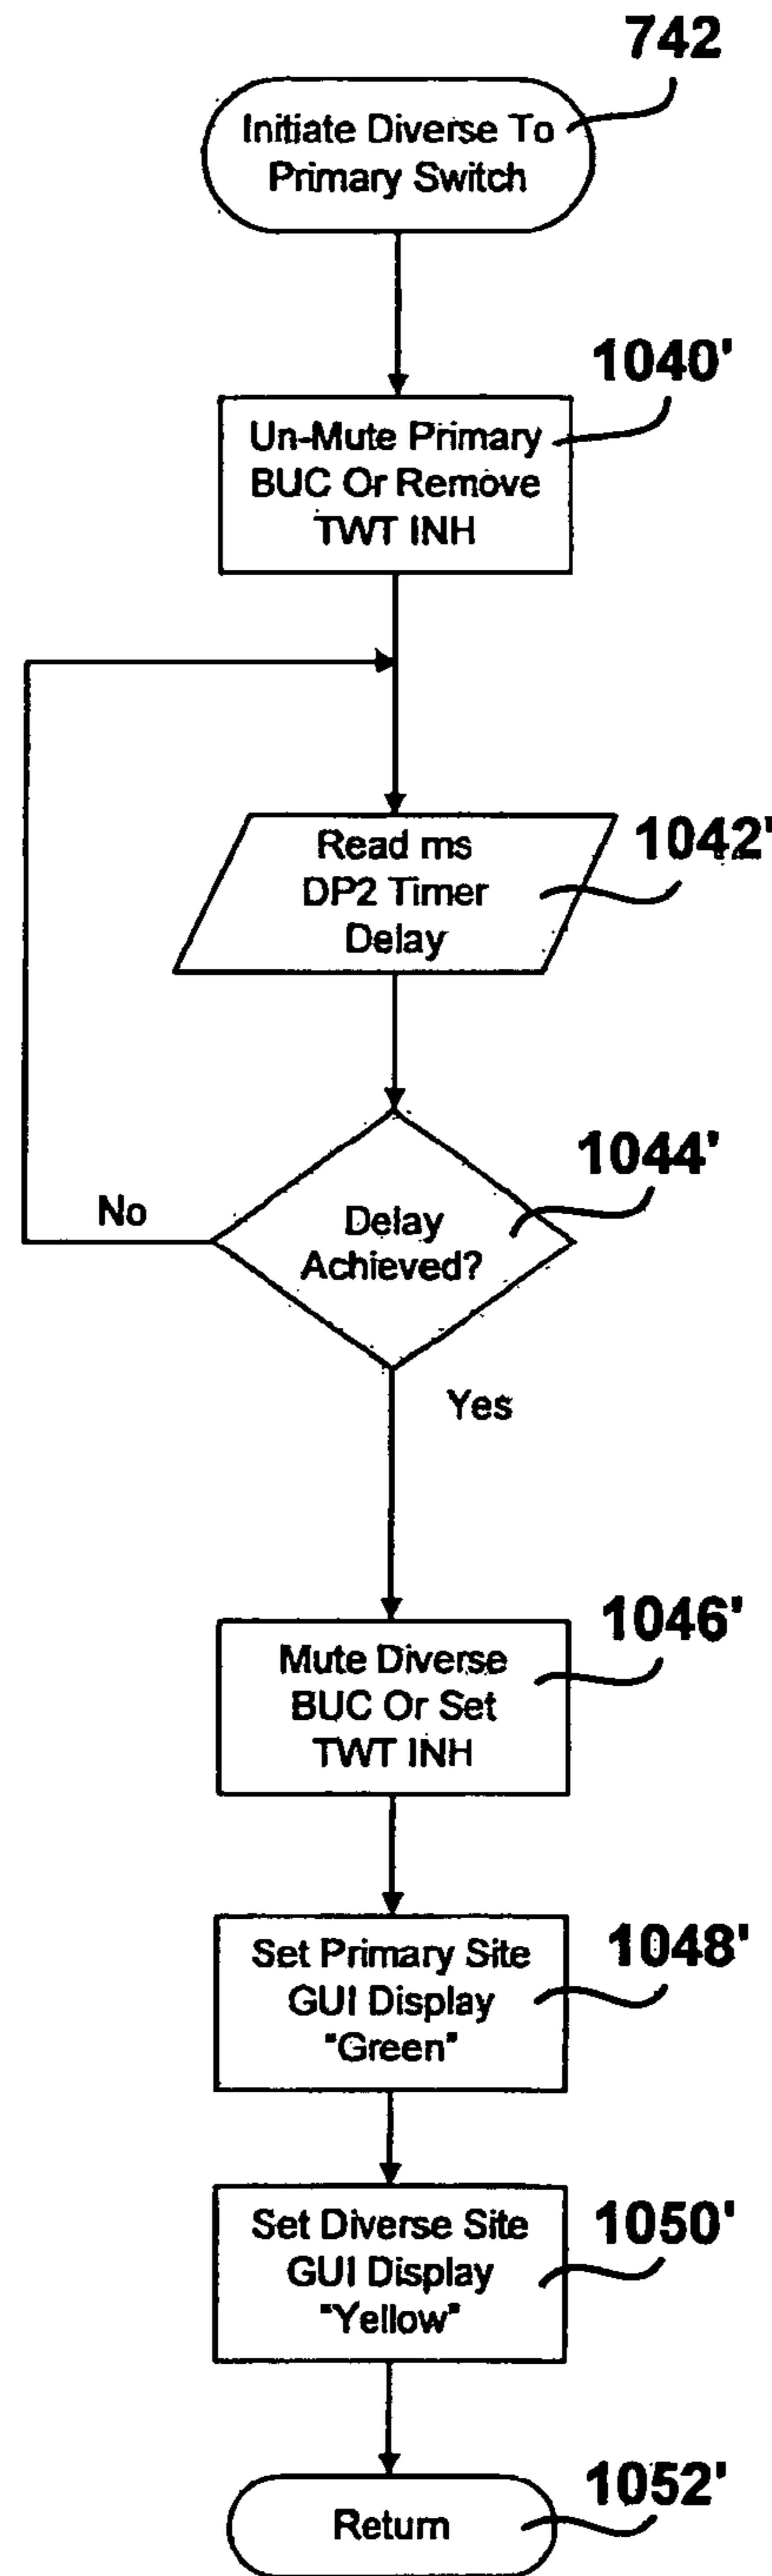 742
Initiate Diverse To
Primary Switch
1040'
Un-Mute Primary
BUC Or Remove
TWT INH
Read ms
DP2 Timer
Delay
1042'
1044'
No
Delay
Achieved?
Yes
1046'
Mute Diverse
BUC Or Set
TWT INH
1048'
Set Primary Site
GUI Display
"Green"
1050'
Set Diverse Site
GUI Display
"Yellow"
1052'
Return